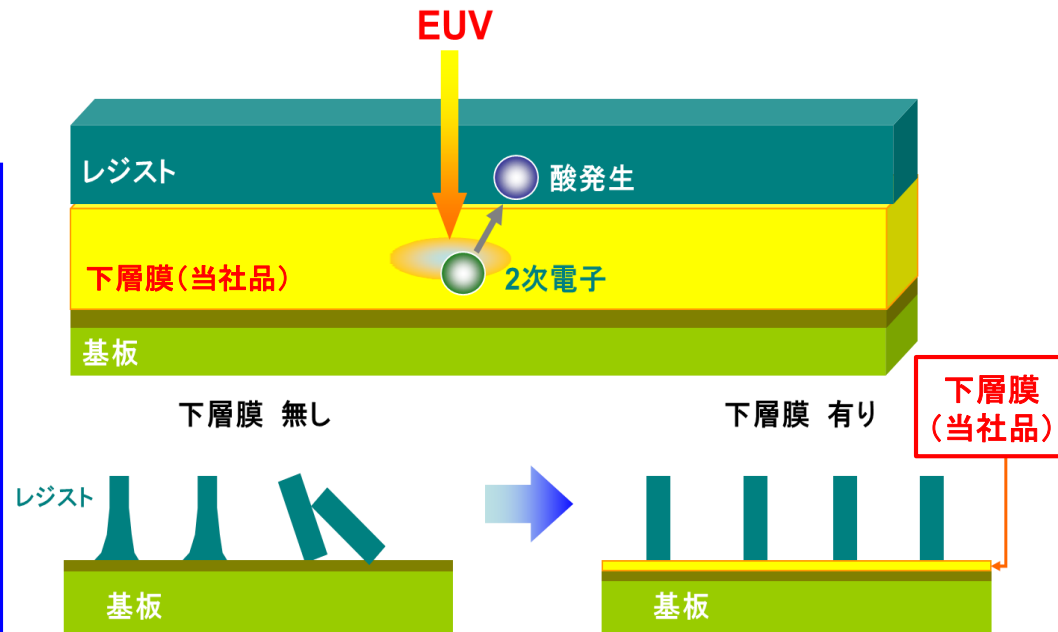 EUV
レジスト
酸発生
下層膜(当社品)
2次電子
基板
下層膜 無し
下層膜 有り
下層膜
(当社品)
レジスト
基板
基板